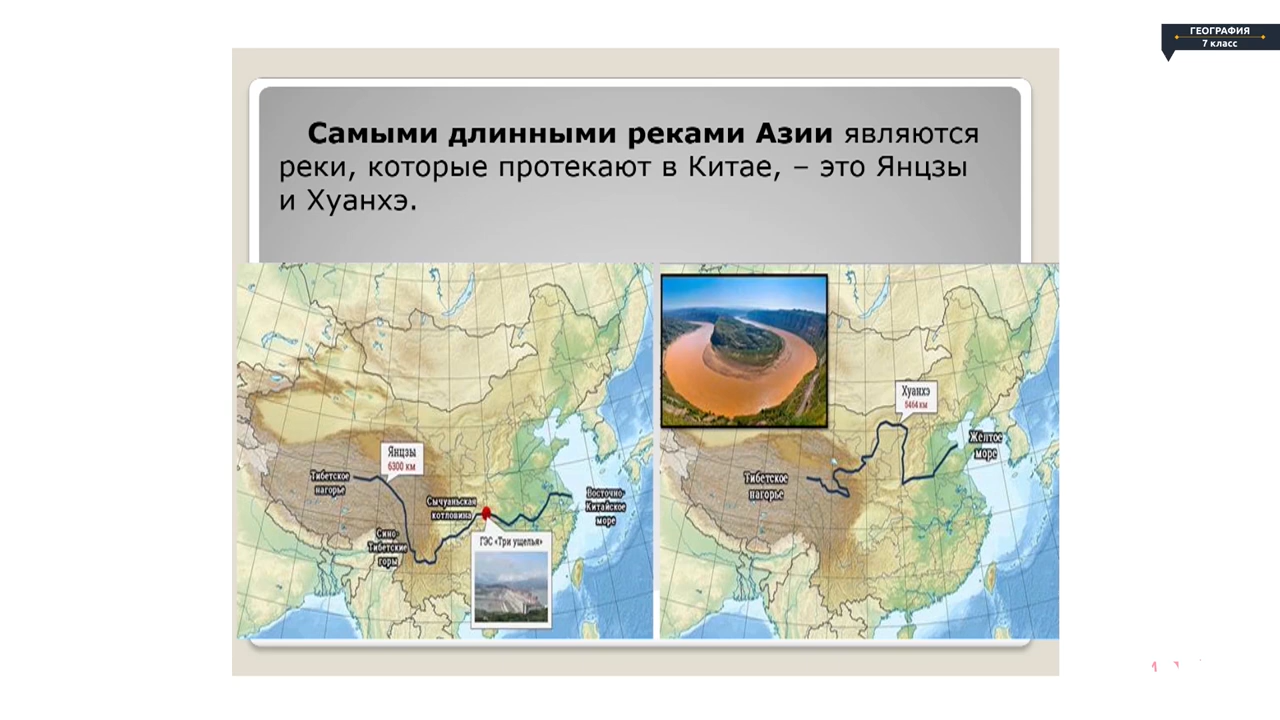 ГЕОГРАФИЯ
7 класс
Самыми длинными реками Азии являются
реки, которые протекают в Китае, – это Янцзы
и Хуанхэ.
Янцзы
6300 км
Тибетское
нагорье
Сычуаньская
котловина
Сино-
Тибетские
горы
Восточно-
Китайское
море
ГЭС «Три ущелья»
Хуанхэ
5464 км
Желтое
море
Тибетское
нагорье